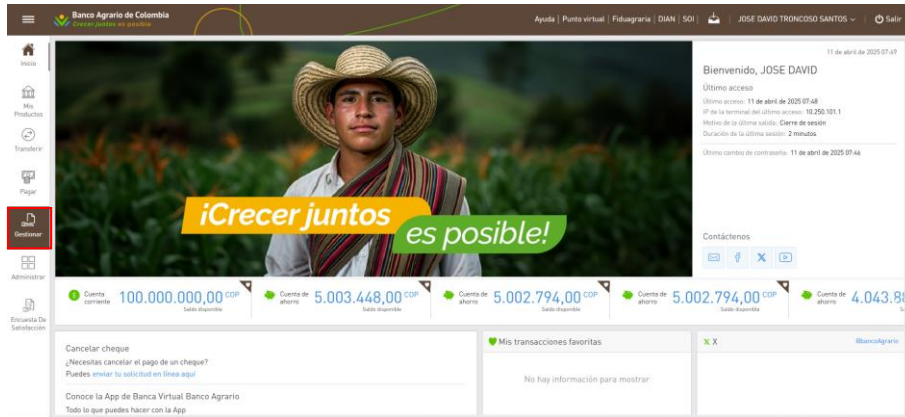 Banco Agrario de Colombia
Crecer juntos es posible
Ayuda | Punto virtual | Fiduagraria | DIAN | SOI |
JOSE DAVID TRONCOSO SANTOS
Salir
Inicio
Mis
Productos
Transferir
Pagar
Gestionar
Administrar
Encuesta De
Satisfacción
¡Crecer juntos
es posible!
11 de abril de 2025 07:49
Bienvenido, JOSE DAVID
Último acceso
Último acceso: 11 de abril de 2025 07:48
IP de la terminal del último acceso: 10.250.101.1
Motivo de la última salida: Cierre de sesión
Duración de la última sesión: 2 minutos
Último cambio de contraseña: 11 de abril de 2025 07:46
Contáctenos
Cuenta corriente 100.000.000,00 COP
Saldo disponible
Cuenta de ahorro 5.003.448,00 COP
Saldo disponible
Cuenta de ahorro 5.002.794,00 COP
Saldo disponible
Cuenta de ahorro 5.002.794,00 COP
Saldo disponible
Cuenta de ahorro 4.043.8
Cancelar cheque
¿Necesitas cancelar el pago de un cheque?
Puedes enviar tu solicitud en línea aquí
Conoce la App de Banca Virtual Banco Agrario
Todo lo que puedes hacer con la App
Mis transacciones favoritas
No hay información para mostrar
X X
@bancoAgrario